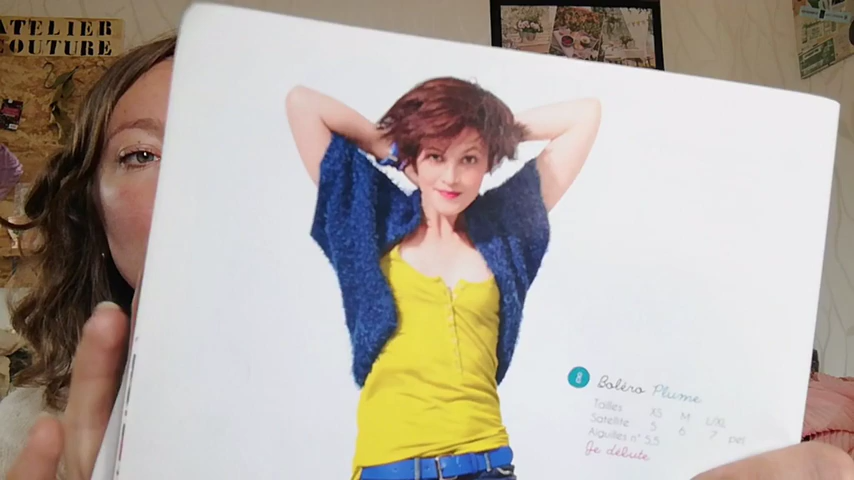 ATELIER
COUTURE
8 Boléro Plume
Tailles XS M L/XL
Satellite 5 6 7 pel
Aiguilles n° 5,5
Je débute